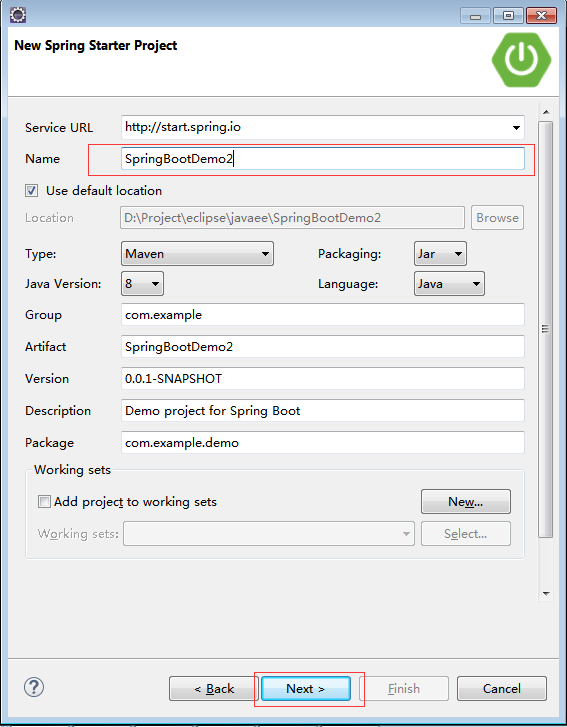 New Spring Starter Project
Service URL http://start.spring.io
Name SpringBootDemo2
Use default location
Location D:\Project\eclipse\javaee\SpringBootDemo2 Browse
Type: Maven Packaging: Jar
Java Version: 8 Language: Java
Group com.example
Artifact SpringBootDemo2
Version 0.0.1-SNAPSHOT
Description Demo project for Spring Boot
Package com.example.demo
Working sets
Add project to working sets New...
Working sets: Select...
? < Back Next > Finish Cancel